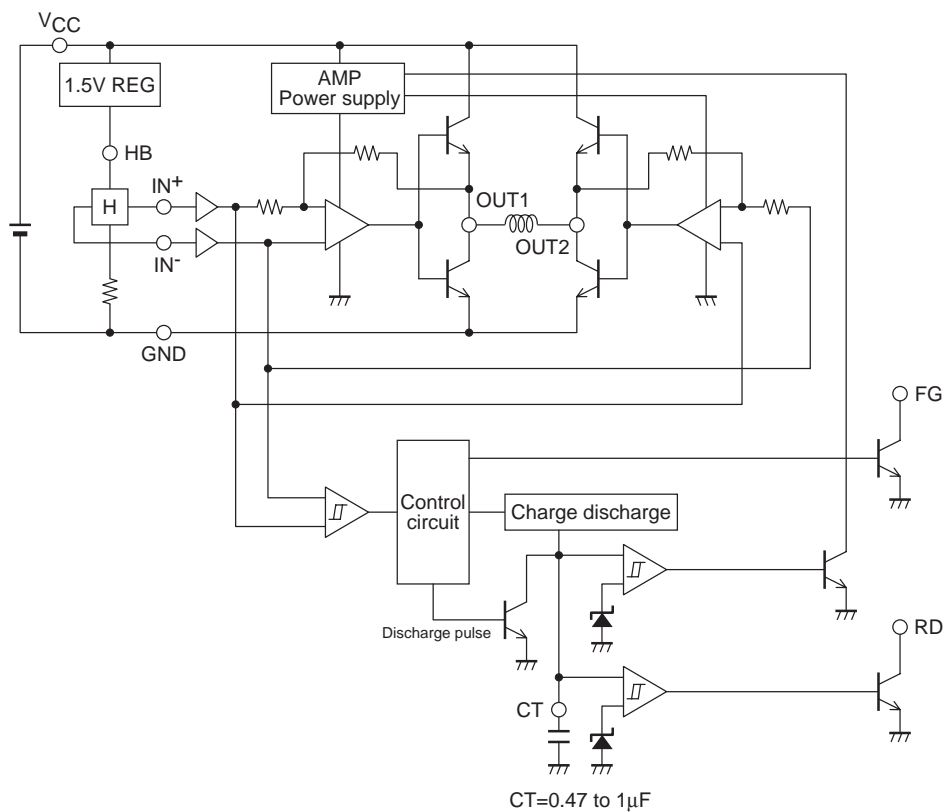 VCC
1.5V REG
AMP
Power supply
HB
IN+
H
OUT1
OUT2
IN-
GND
FG
Control
circuit
Charge discharge
Discharge pulse
RD
CT
CT=0.47 to 1μF